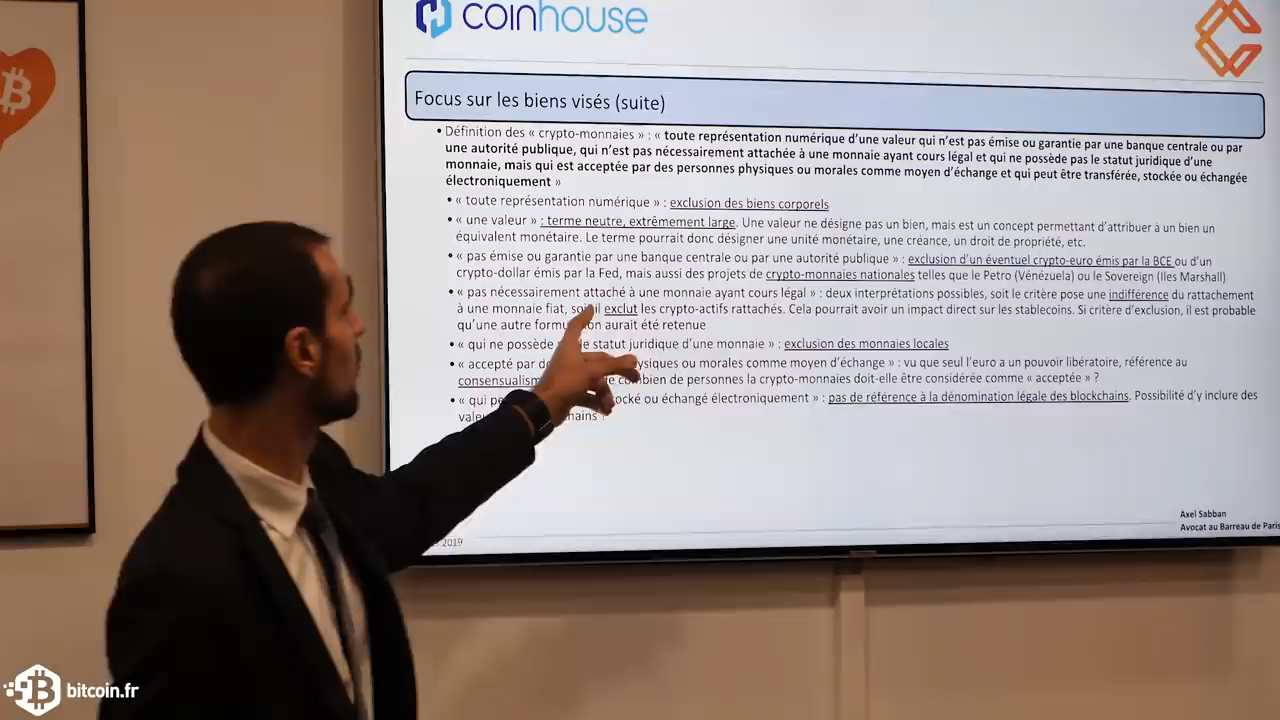 coinhouse
Focus sur les biens visés (suite)
• Définition des « crypto-monnaies » : « toute représentation numérique d'une valeur qui n'est pas émise ou garantie par une banque centrale ou par
une autorité publique, qui n'est pas nécessairement attachée à une monnaie ayant cours légal et qui ne possède pas le statut juridique d'une
monnaie, mais qui est acceptée par des personnes physiques ou morales comme moyen d'échange et qui peut être transférée, stockée ou échangée
électroniquement »
• « toute représentation numérique » : exclusion des biens corporels
• « une valeur » : terme neutre, extrêmement large. Une valeur ne désigne pas un bien, mais est un concept permettant d'attribuer à un bien un
équivalent monétaire. Le terme pourrait donc désigner une unité monétaire, une créance, un droit de propriété, etc.
• « pas émise ou garantie par une banque centrale ou par une autorité publique » : exclusion d'un éventuel crypto-euro émis par la BCE ou d'un
crypto-dollar émis par la Fed, mais aussi des projets de crypto-monnaies nationales telles que le Petro (Vénézuela) ou le Sovereign (Iles Marshall)
• « pas nécessairement attaché à une monnaie ayant cours légal » : deux interprétations possibles, soit le critère pose une indifférence du rattachement
à une monnaie fiat, il exclut les crypto-actifs rattachés. Cela pourrait avoir un impact direct sur les stablecoins. Si critère d'exclusion, il est probable
qu'une autre on aurait été retenue
• « qui ne possède le statut juridique d'une monnaie » : exclusion des monnaies locales
• « accepté par ysiques ou morales comme moyen d'échange » : vu que seul l'euro a un pouvoir libératoire, référence au
consensualism combien de personnes la crypto-monnaies doit-elle être considérée comme « acceptée » ?
• « qui ocké ou échangé électroniquement » : pas de référence à la dénomination légale des blockchains. Possibilité d'y inclure des
hains ?
Axel Sabban
Avocat au Barreau de Paris
2019
bitcoin.fr